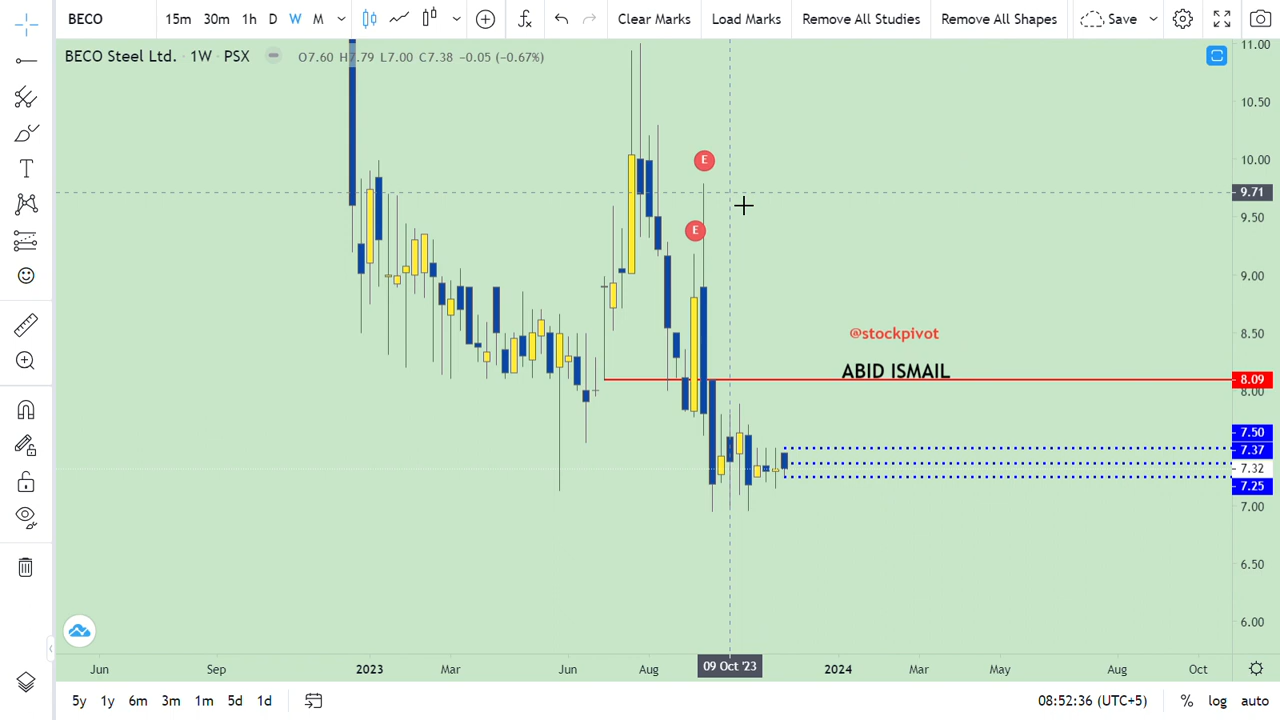 BECO 15m 30m 1h D W M Clear Marks Load Marks Remove All Studies Remove All Shapes Save
BECO Steel Ltd. · 1W · PSX O7.60 H7.79 L7.00 C7.38 −0.05 (−0.67%)
11.00
10.50
E
10.00
9.71
9.50
E
9.00
@stockpivot
8.50
ABID ISMAIL
8.09
8.00
7.50
7.37
7.32
7.25
7.00
6.50
6.00
Jun Sep 2023 Mar Jun Aug 09 Oct '23 2024 Mar May Aug Oct
5y 1y 6m 3m 1m 5d 1d 08:52:36 (UTC+5) % log auto